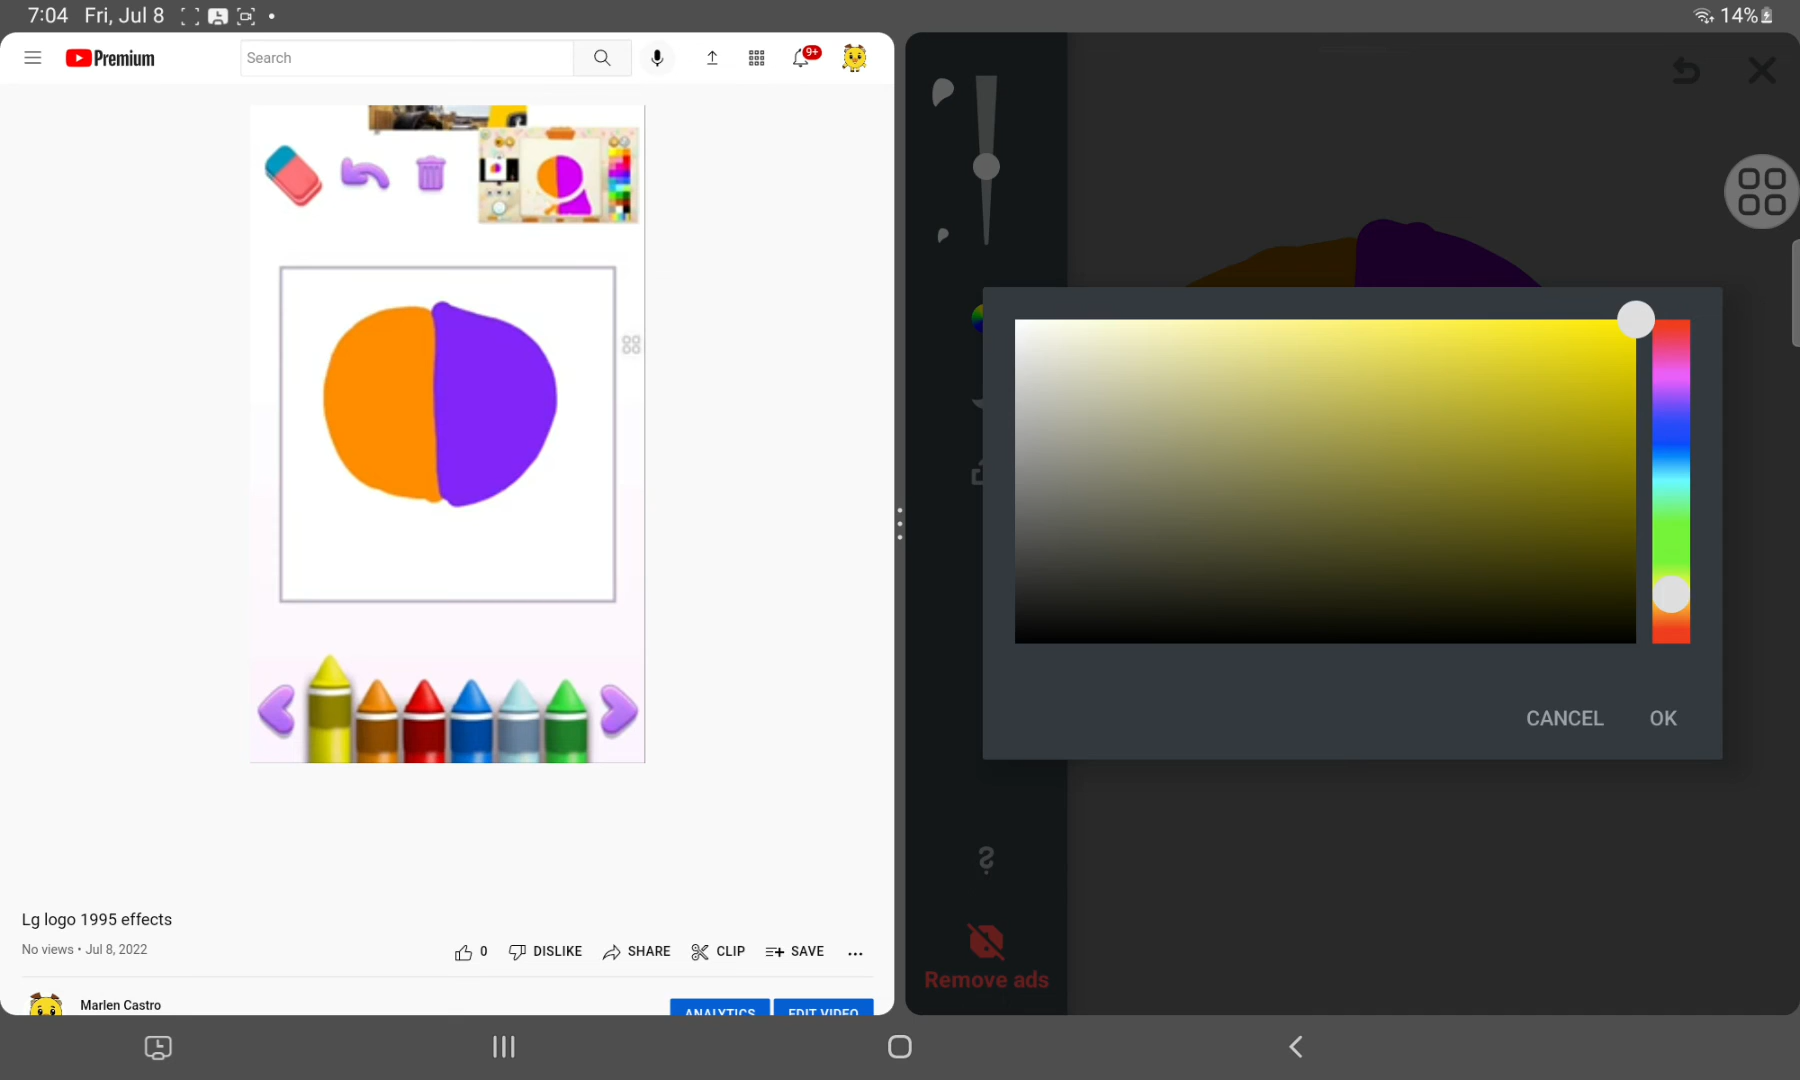 7:04 Fri, Jul 8
14%
Premium
Search
9+
Lg logo 1995 effects
No views • Jul 8, 2022
0 DISLIKE SHARE CLIP SAVE
Marlen Castro
ANALYTICS EDIT VIDEO
CANCEL OK
?
Remove ads